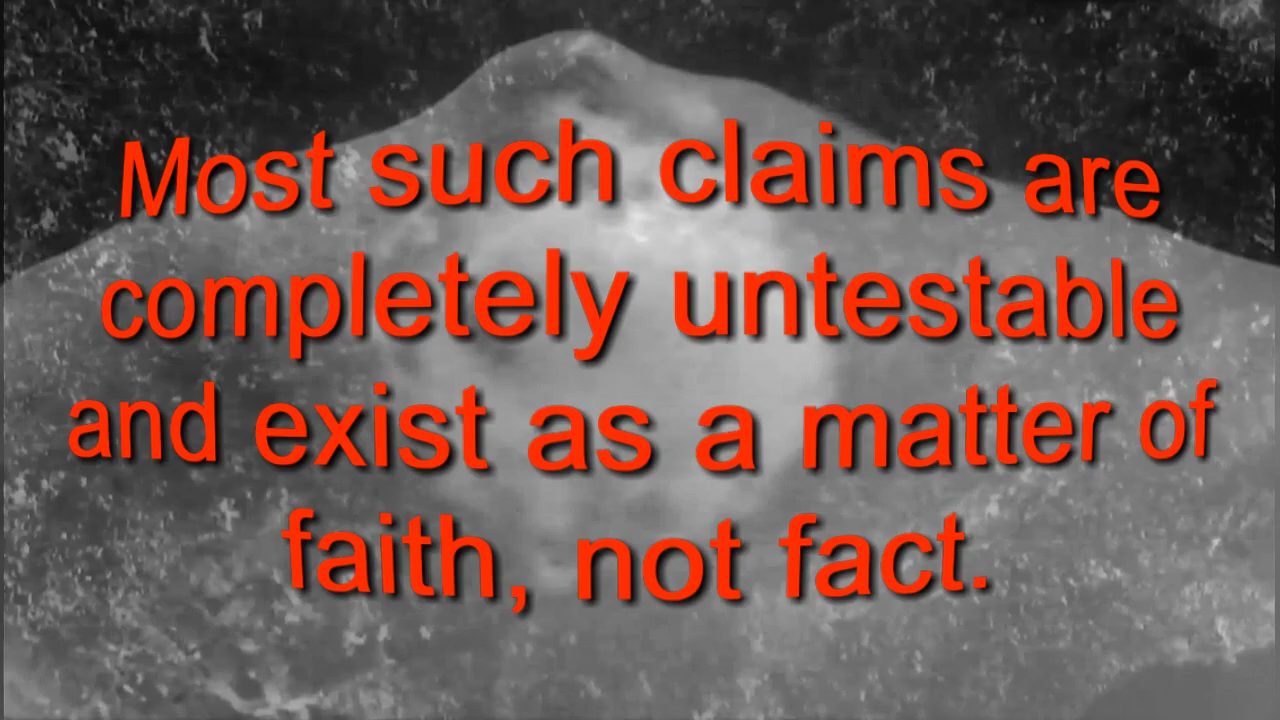 Most such claims are
completely untestable
and exist as a matter of
faith, not fact.